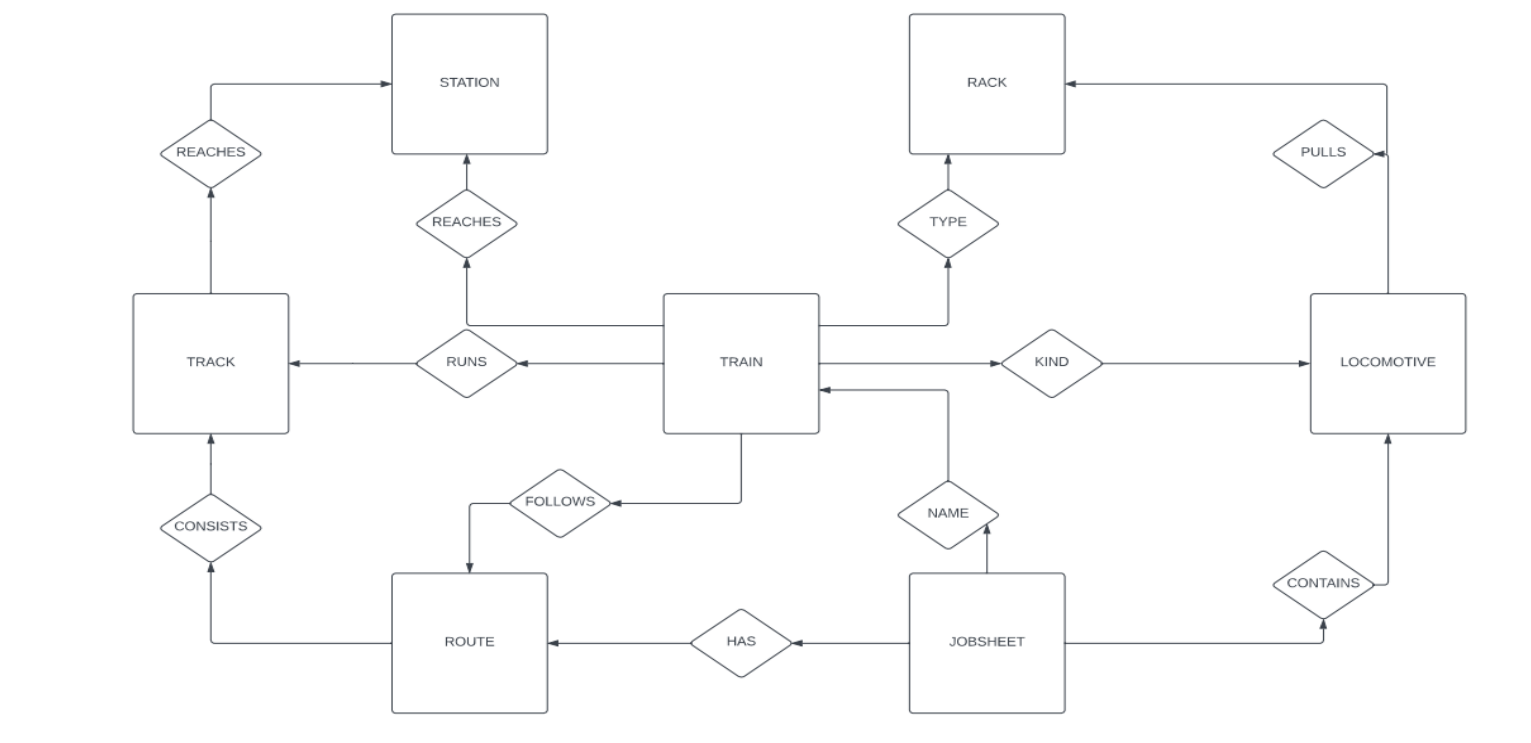 STATION
RACK
REACHES
PULLS
REACHES
TYPE
TRACK
RUNS
TRAIN
KIND
LOCOMOTIVE
FOLLOWS
NAME
CONSISTS
CONTAINS
ROUTE
HAS
JOBSHEET